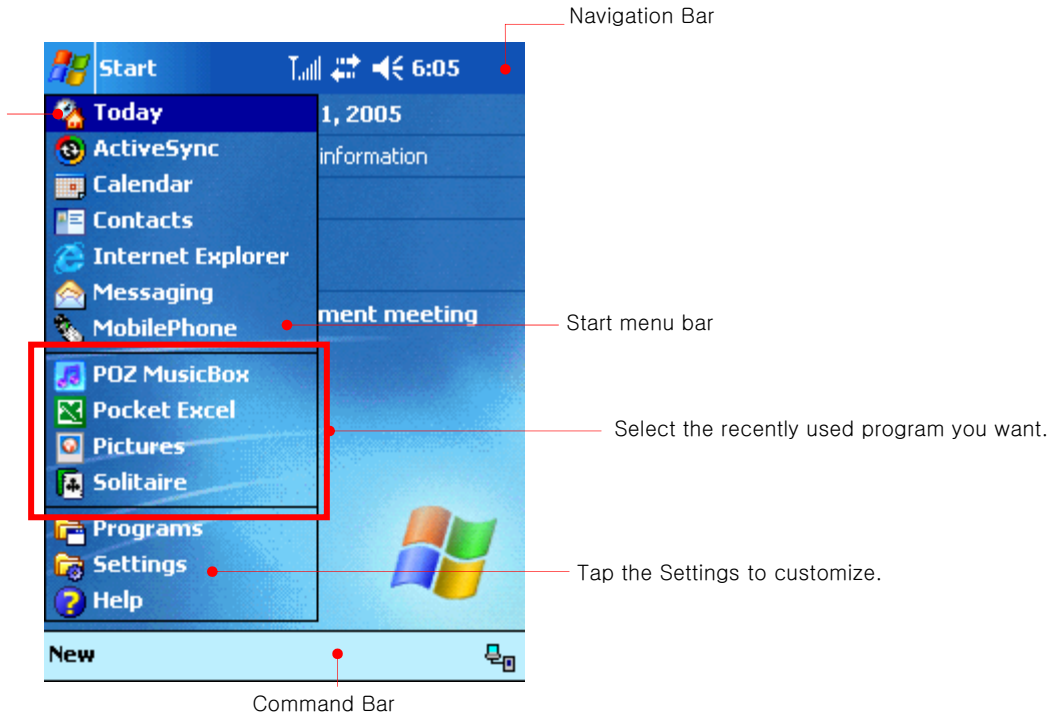 Navigation Bar
Start 6:05
Today 1, 2005
ActiveSync information
Calendar
Contacts
Internet Explorer
Messaging
ment meeting
Start menu bar
MobilePhone
POZ MusicBox
Pocket Excel
Select the recently used program you want.
Pictures
Solitaire
Programs
Settings
Tap the Settings to customize.
Help
New
Command Bar